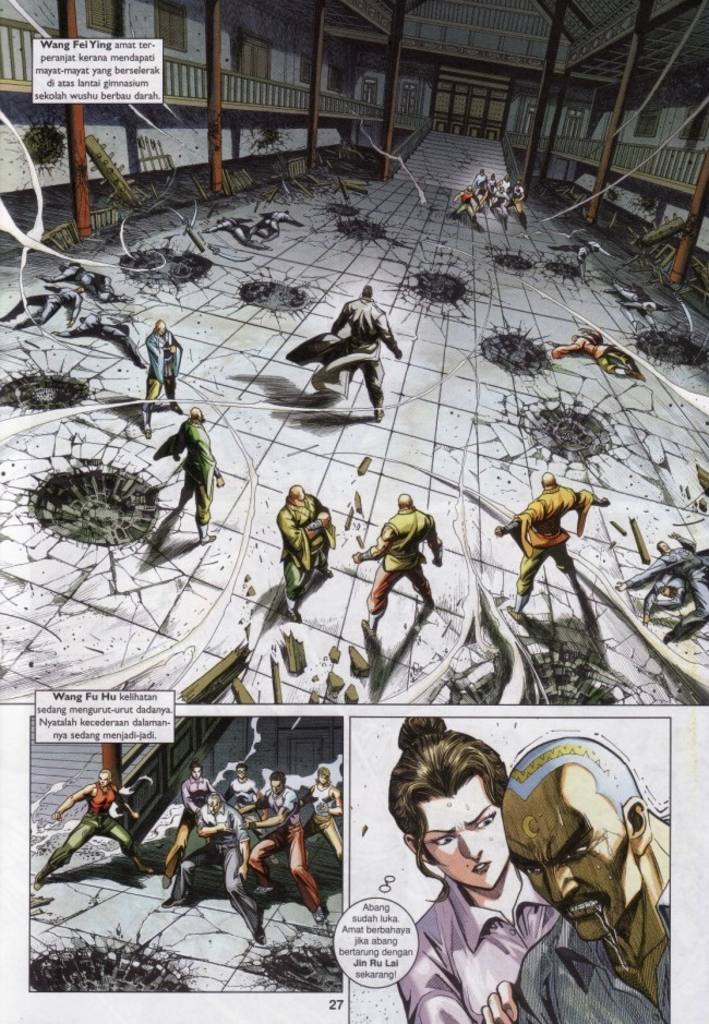 Wang Fei Ying amat ter-
peranjat kerana mendapati
mayat-mayat yang berselerak
di atas lantai gimnasium
sekolah wushu berbau darah.
Wang Fu Hu kelihatan
sedang mengurut-urut dadanya.
Nyatalah kecederaan dalaman-
nya sedang menjadi-jadi.
Abang
sudah luka.
Amat berbahaya
jika abang
bertarung dengan
Jin Ru Lai
sekarang!
27